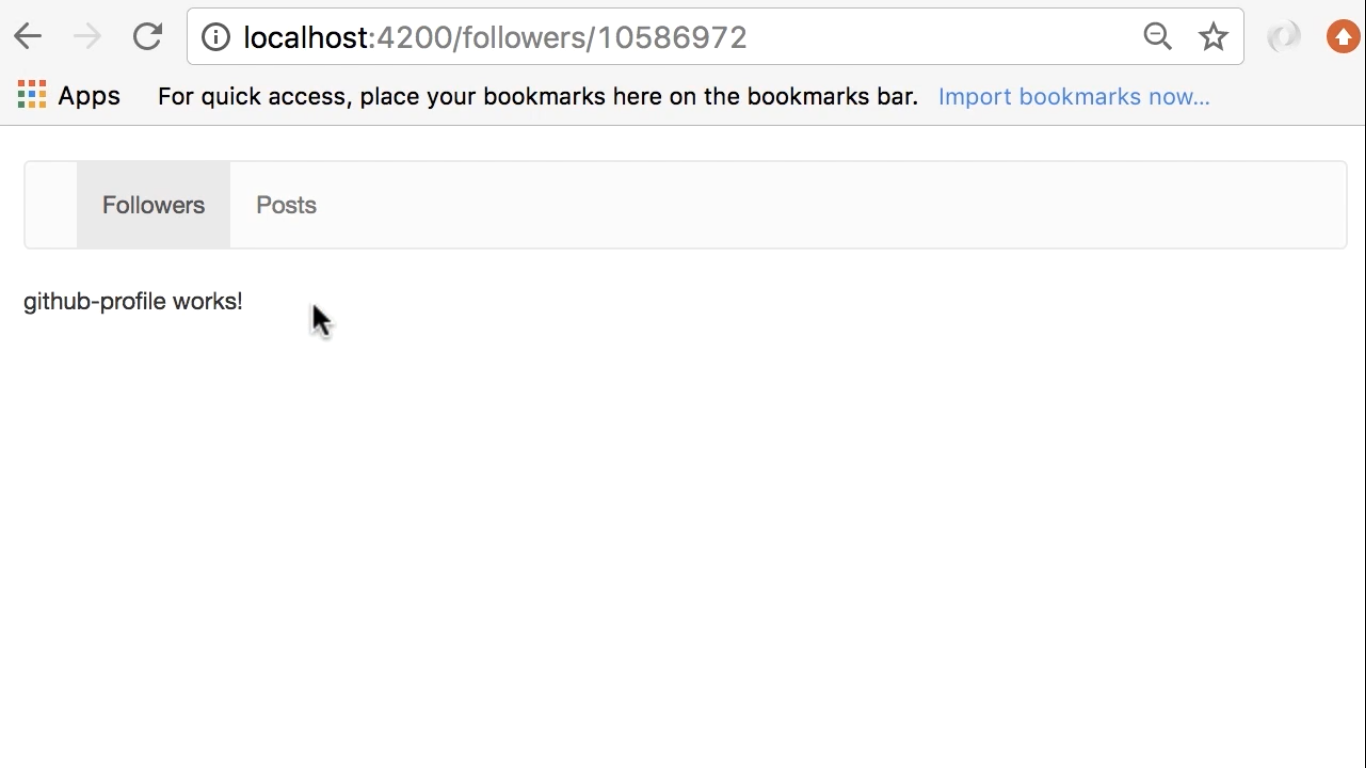 localhost:4200/followers/10586972
Apps For quick access, place your bookmarks here on the bookmarks bar. Import bookmarks now...
Followers Posts
github-profile works!